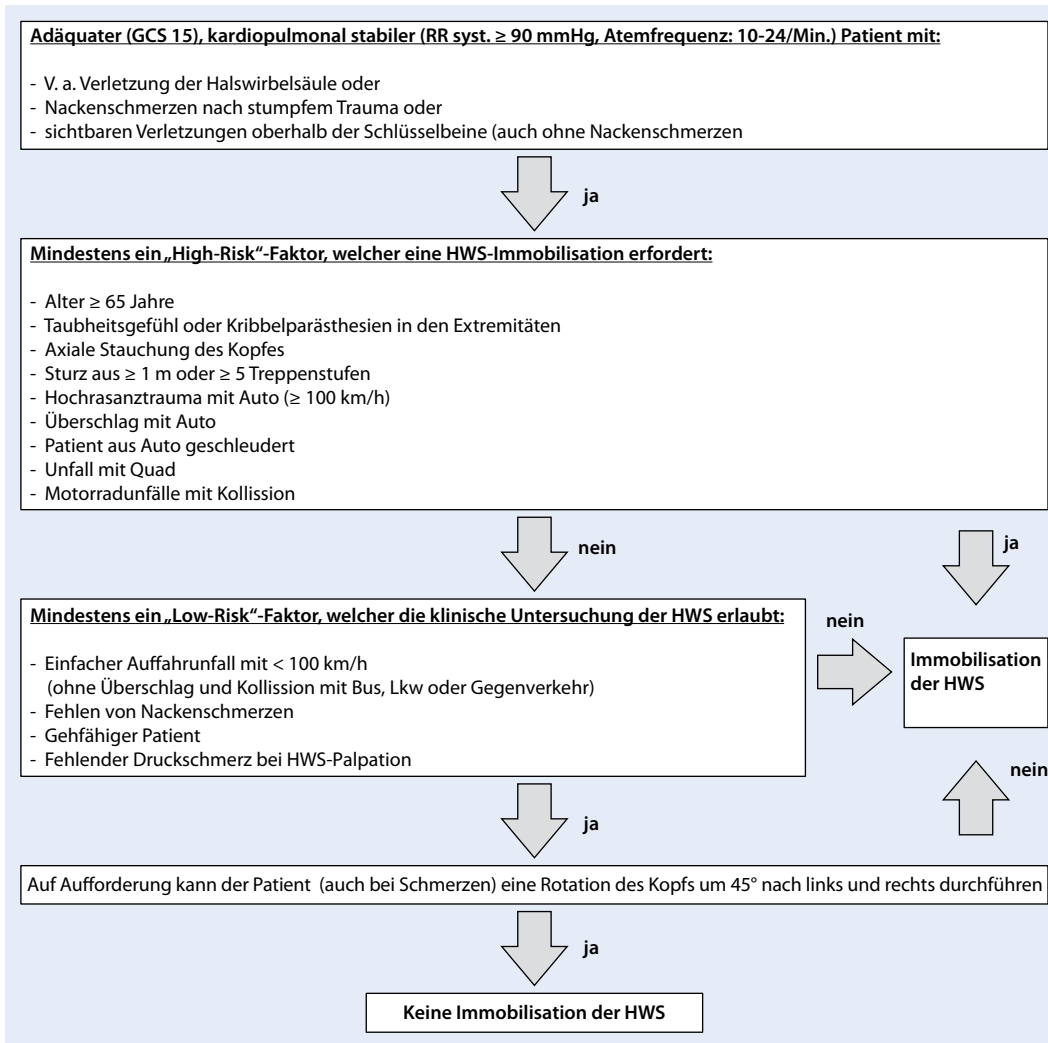 Adäquater (GCS 15), kardiopulmonal stabiler (RR syst. ≥ 90 mmHg, Atemfrequenz: 10-24/Min.) Patient mit:
- V. a. Verletzung der Halswirbelsäule oder
- Nackenschmerzen nach stumpfem Trauma oder
- sichtbaren Verletzungen oberhalb der Schlüsselbeine (auch ohne Nackenschmerzen
ja
Mindestens ein „High-Risk“-Faktor, welcher eine HWS-Immobilisation erfordert:
- Alter ≥ 65 Jahre
- Taubheitsgefühl oder Kribbelparästhesien in den Extremitäten
- Axiale Stauchung des Kopfes
- Sturz aus ≥ 1 m oder ≥ 5 Treppenstufen
- Hochrasanztrauma mit Auto (≥ 100 km/h)
- Überschlag mit Auto
- Patient aus Auto geschleudert
- Unfall mit Quad
- Motorradunfälle mit Kollission
nein
ja
Mindestens ein „Low-Risk“-Faktor, welcher die klinische Untersuchung der HWS erlaubt:
- Einfacher Auffahrunfall mit < 100 km/h
(ohne Überschlag und Kollission mit Bus, Lkw oder Gegenverkehr)
- Fehlen von Nackenschmerzen
- Gehfähiger Patient
- Fehlender Druckschmerz bei HWS-Palpation
nein
Immobilisation
der HWS
nein
ja
Auf Aufforderung kann der Patient (auch bei Schmerzen) eine Rotation des Kopfs um 45° nach links und rechts durchführen
ja
Keine Immobilisation der HWS